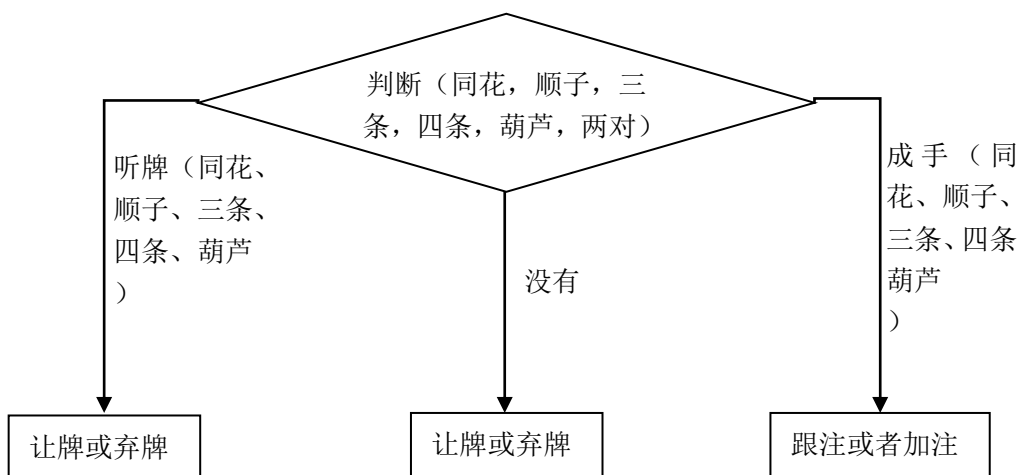 判断（同花，顺子，三
条，四条，葫芦，两对）
听牌（同花、
顺子、三条、
四条、葫芦
）
没有
成手（同
花、顺子、
三条、四条
葫芦
）
让牌或弃牌
让牌或弃牌
跟注或者加注